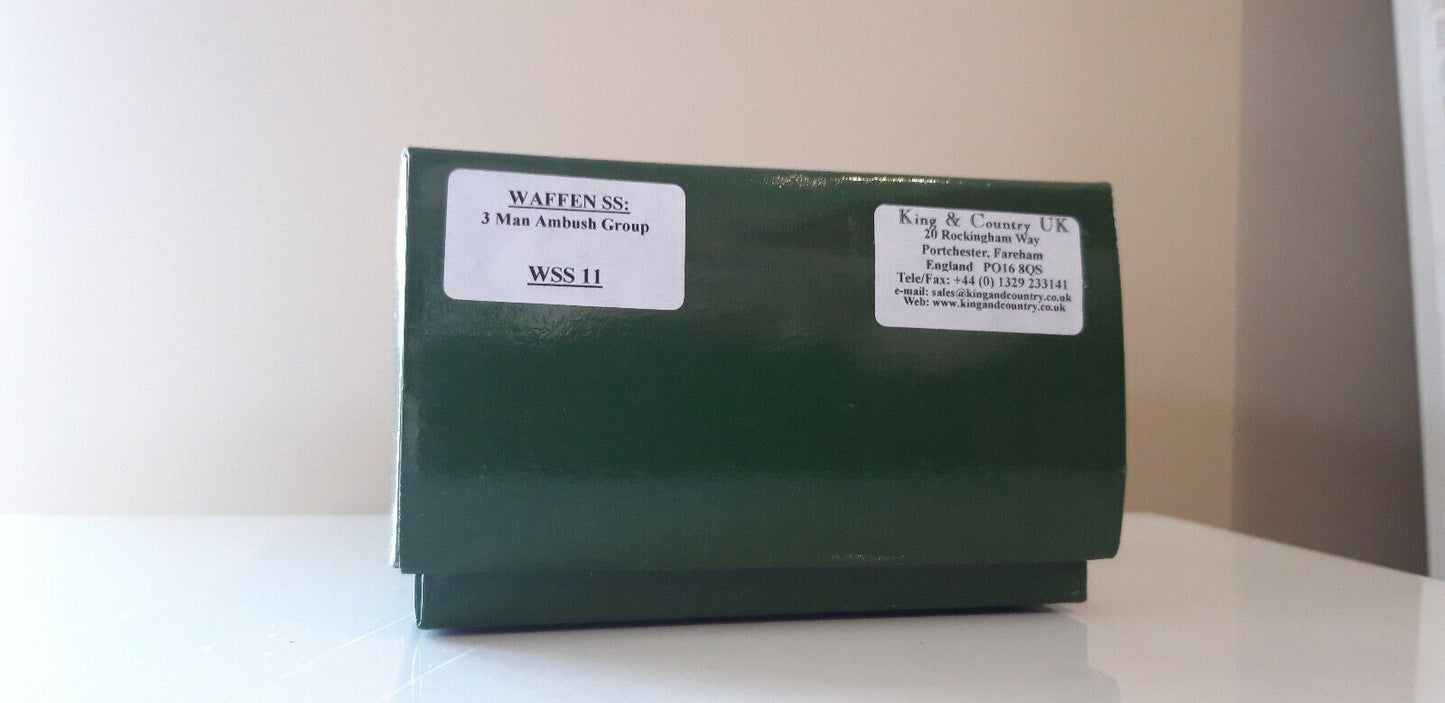 WAFFEN SS:
3 Man Ambush Group
WSS 11
King & Country UK
20 Rockingham Way
Portchester, Fareham
England PO16 8QS
Tele/Fax: +44 (0) 1329 233141
e-mail: sales@kingandcountry.co.uk
Web: www.kingandcountry.co.uk